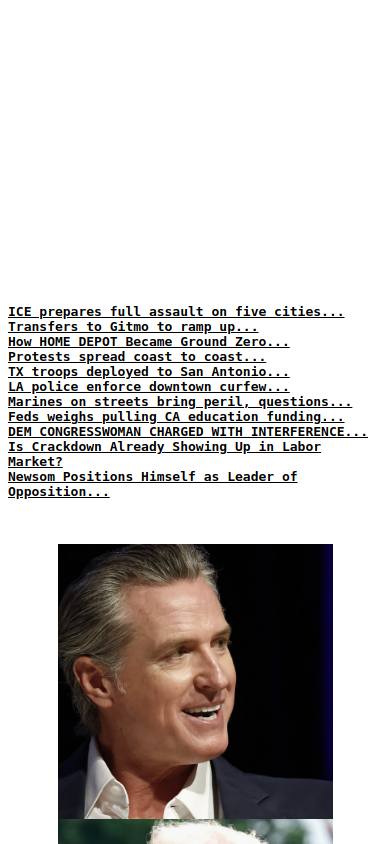 ICE prepares full assault on five cities...
Transfers to Gitmo to ramp up...
How HOME DEPOT Became Ground Zero...
Protests spread coast to coast...
TX troops deployed to San Antonio...
LA police enforce downtown curfew...
Marines on streets bring peril, questions...
Feds weighs pulling CA education funding...
DEM CONGRESSWOMAN CHARGED WITH INTERFERENCE...
Is Crackdown Already Showing Up in Labor
Market?
Newsom Positions Himself as Leader of
Opposition...